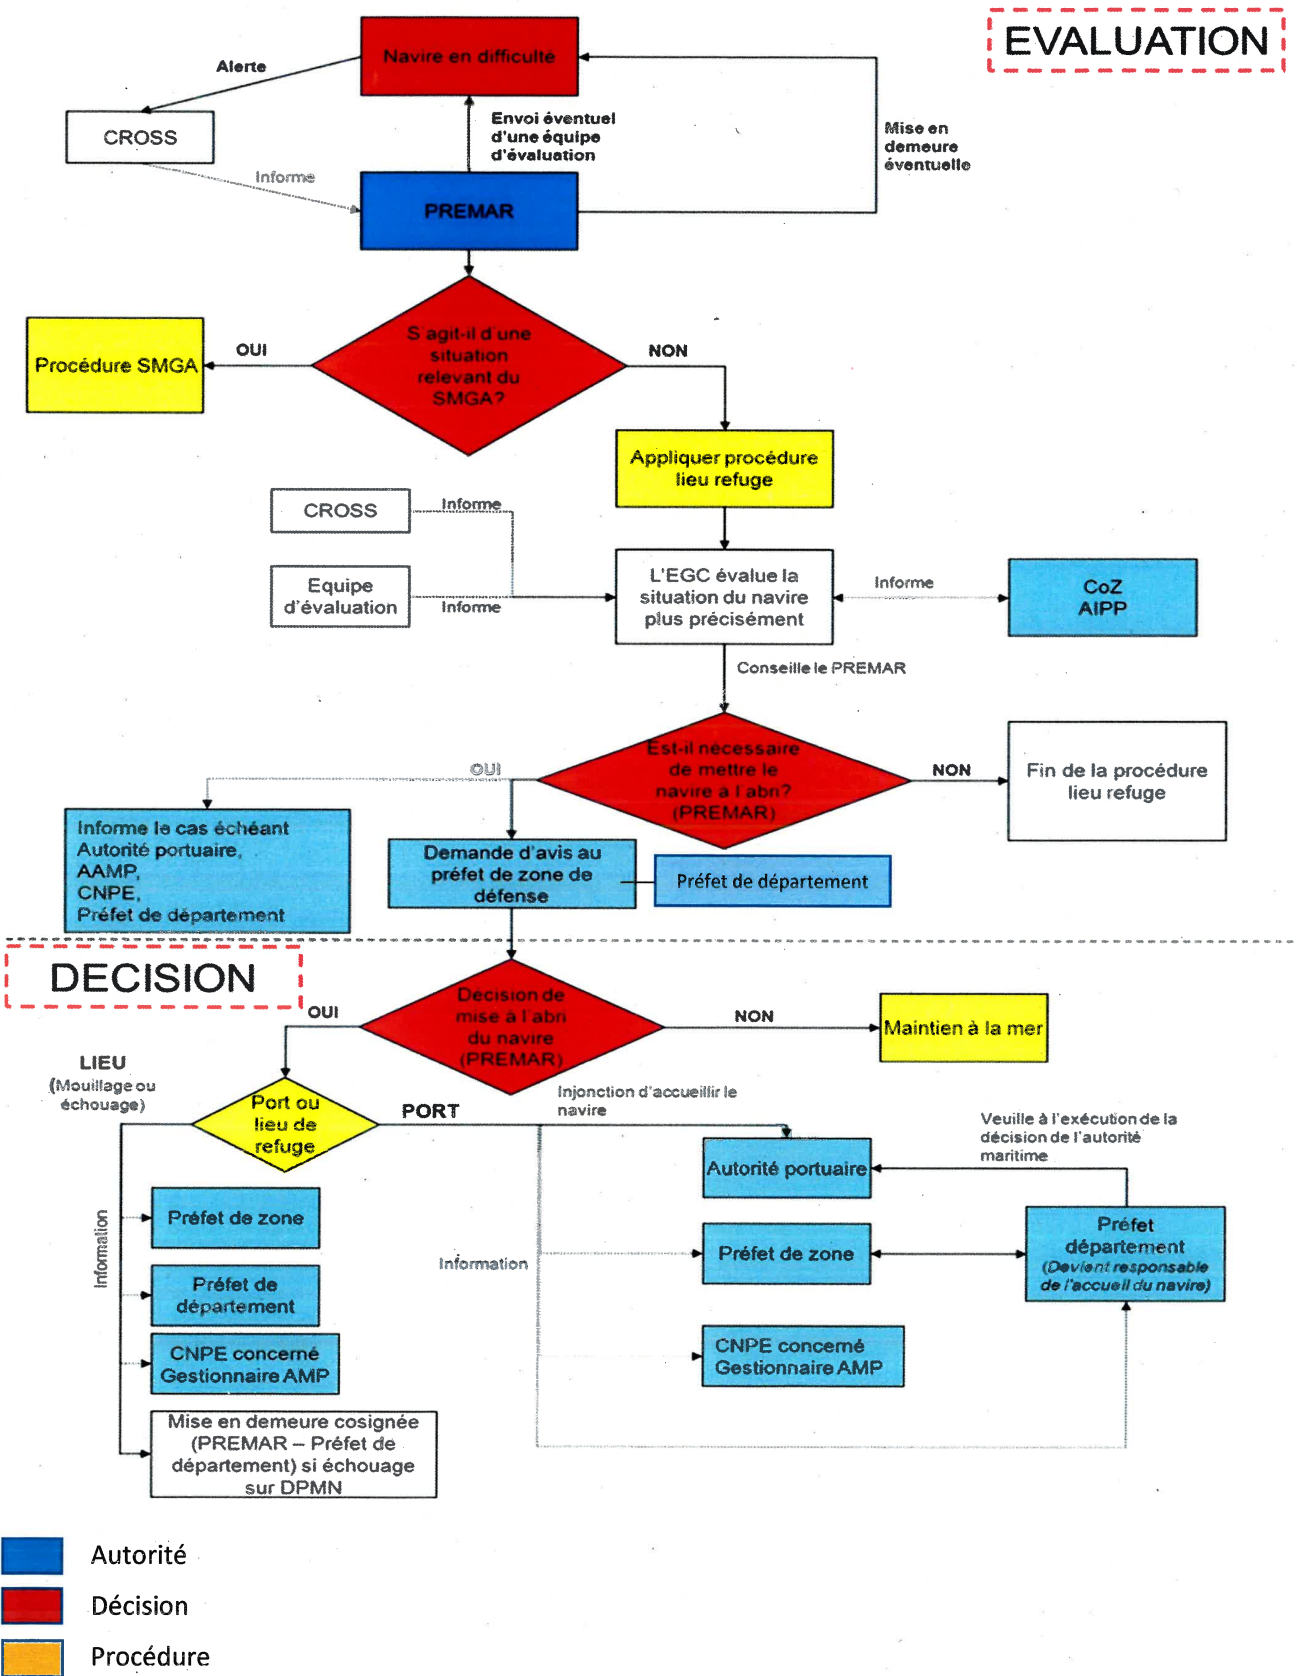 EVALUATION
Navire en difficulté
Alerte
CROSS
Envoi éventuel
d'une équipe
d'évaluation
Mise en
demeure
éventuelle
Informe
PREMAR
S'agit-il d'une
situation
relevant du
SMGA?
OUI
NON
Procédure SMGA
Appliquer procédure
lieu refuge
CROSS
Informe
Equipe
d'évaluation
Informe
L'EGC évalue la
situation du navire
plus précisément
Informe
CoZ
AIPP
Conseille le PREMAR
Est-il nécessaire
de mettre le
navire à l'abri?
(PREMAR)
OUI
NON
Fin de la procédure
lieu refuge
Informe le cas échéant
Autorité portuaire,
AAMP,
CNPE,
Préfet de département
Demande d'avis au
préfet de zone de
défense
Préfet de département
DECISION
Décision de
mise à l'abri
du navire
(PREMAR)
OUI
NON
Maintien à la mer
LIEU
(Mouillage ou
échouage)
Port ou
lieu de
refuge
PORT
Injonction d'accueillir le
navire
Veuille à l'exécution de la
décision de l'autorité
maritime
Autorité portuaire
Information
Préfet de zone
Préfet de
département
CNPE concerné
Gestionnaire AMP
Mise en demeure cosignée
(PREMAR – Préfet de
département) si échouage
sur DPMN
Information
Préfet de zone
Préfet
département
(Devient responsable
de l'accueil du navire)
CNPE concerné
Gestionnaire AMP
Autorité
Décision
Procédure